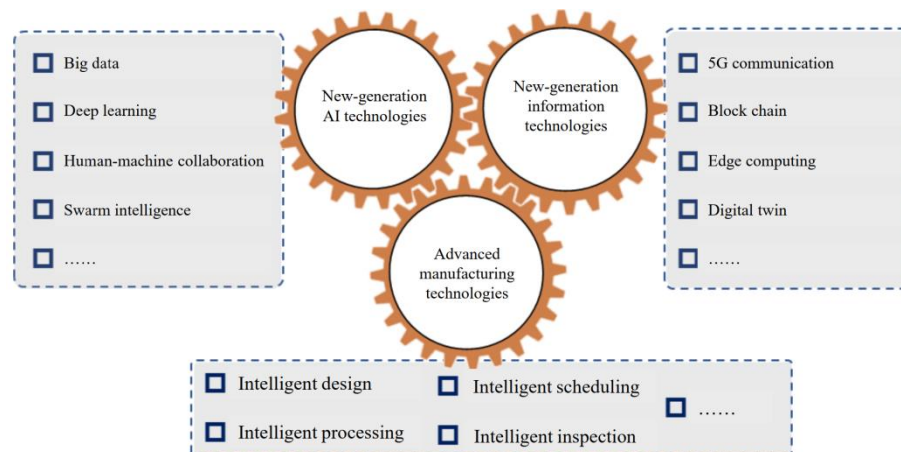 Big data
Deep learning
Human-machine collaboration
Swarm intelligence
……
New-generation
AI technologies
New-generation
information
technologies
5G communication
Block chain
Edge computing
Digital twin
……
Advanced
manufacturing
technologies
Intelligent design
Intelligent scheduling
……
Intelligent processing
Intelligent inspection